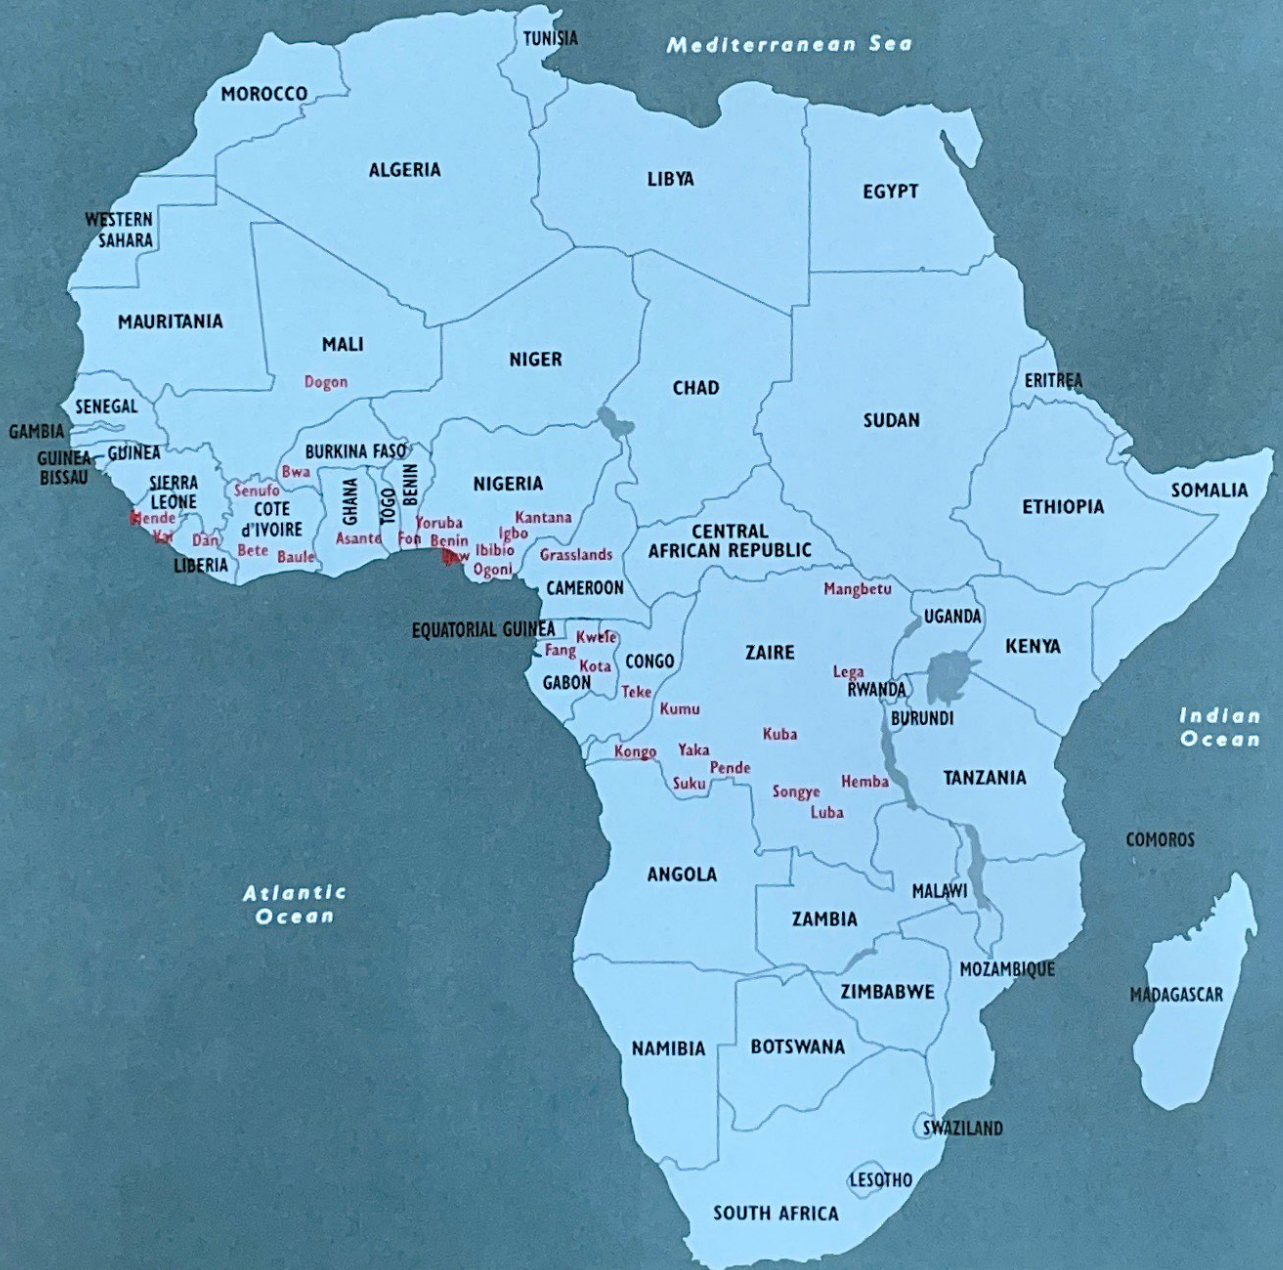 TUNISIA
Mediterranean Sea
MOROCCO
ALGERIA
LIBYA
EGYPT
WESTERN
SAHARA
MAURITANIA
MALI
Dogon
NIGER
CHAD
SUDAN
ERITREA
SENEGAL
GAMBIA
GUINEA
BISSAU
GUINEA
SIERRA
LEONE
Mende
Vai
Dan
LIBERIA
BURKINA FASO
Bwa
Senufo
COTE
d'IVOIRE
Bete
Baule
GHANA
Asante
TOGO
BENIN
Fon
NIGERIA
Yoruba
Benin
Kantana
Igbo
Ibibio
Ogoni
Grasslands
CAMEROON
CENTRAL
AFRICAN REPUBLIC
ETHIOPIA
SOMALIA
EQUATORIAL GUINEA
Fang
Kwele
Kota
GABON
CONGO
Teke
ZAIRE
Mangbetu
Lega
Kumu
Kuba
Kongo
Yaka
Pende
Suku
Songye
Hemba
Luba
UGANDA
KENYA
RWANDA
BURUNDI
TANZANIA
Indian
Ocean
COMOROS
Atlantic
Ocean
ANGOLA
ZAMBIA
MALAWI
MOZAMBIQUE
ZIMBABWE
MADAGASCAR
NAMIBIA
BOTSWANA
SWAZILAND
LESOTHO
SOUTH AFRICA